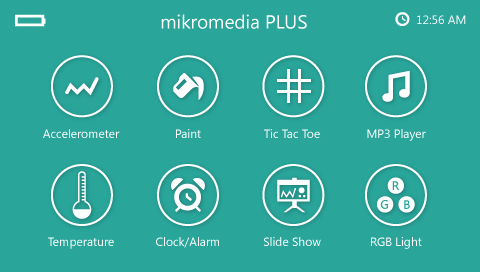 mikromedia PLUS
12:56 AM
Accelerometer
Paint
Tic Tac Toe
MP3 Player
Temperature
Clock/Alarm
Slide Show
R
G B
RGB Light